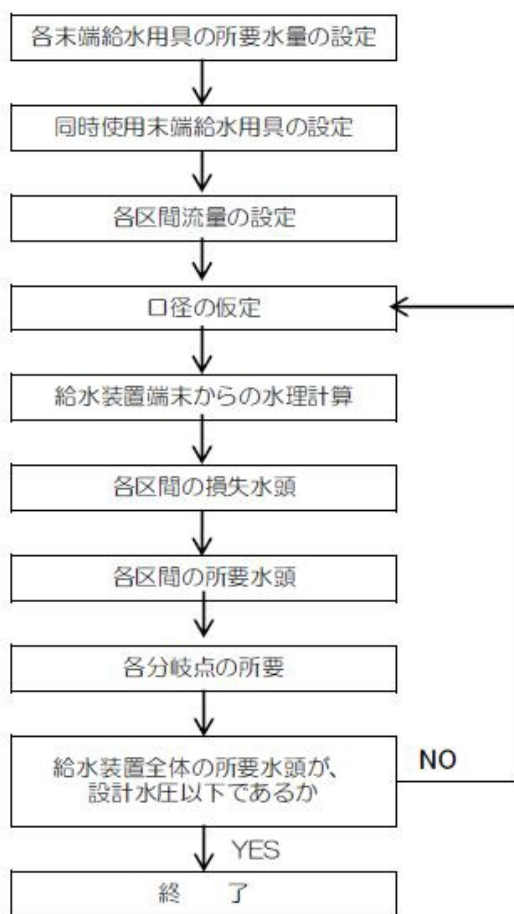 各末端給水用具の所要水量の設定
同時使用末端給水用具の設定
各区間流量の設定
口径の仮定
給水装置端末からの水理計算
各区間の損失水頭
各区間の所要水頭
各分岐点の所要
給水装置全体の所要水頭が、
設計水圧以下であるか
NO
YES
終　了